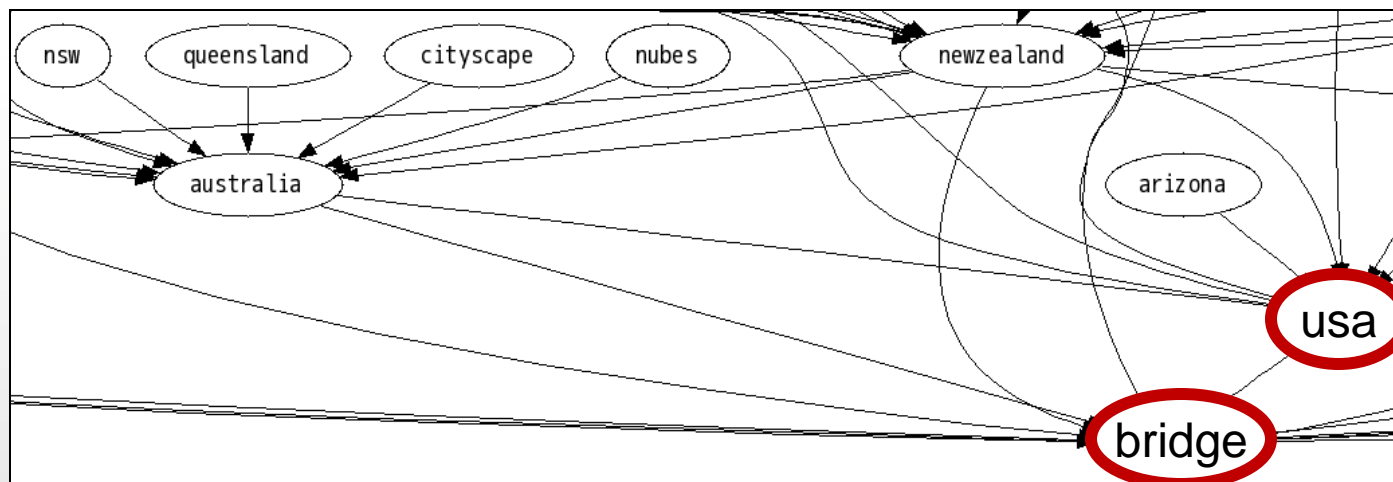 nsw
queensland
cityscape
nubes
newzealand
australia
arizona
usa
bridge